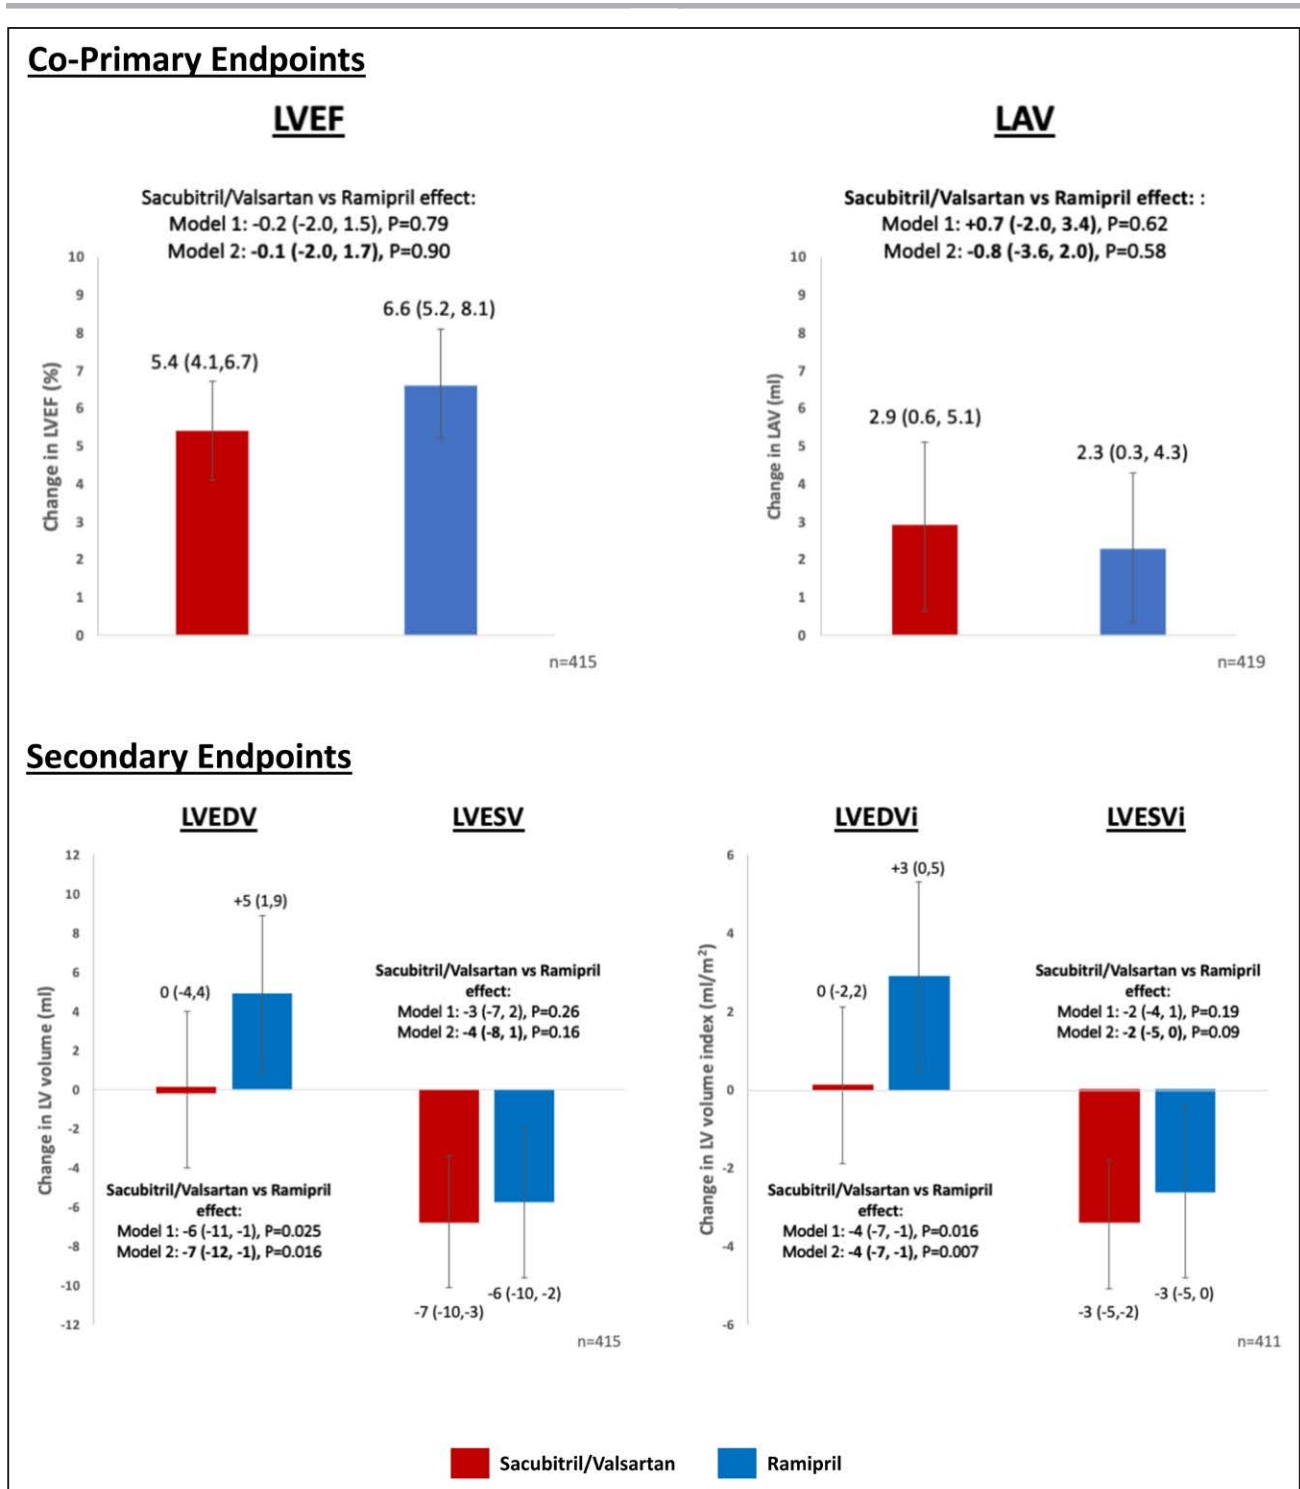 Co-Primary Endpoints
LVEF
Sacubitril/Valsartan vs Ramipril effect:
Model 1: -0.2 (-2.0, 1.5), P=0.79
Model 2: -0.1 (-2.0, 1.7), P=0.90
10
9
8
7
6
5
4
3
2
1
0
Change in LVEF (%)
5.4 (4.1,6.7)
6.6 (5.2, 8.1)
n=415
LAV
Sacubitril/Valsartan vs Ramipril effect: :
Model 1: +0.7 (-2.0, 3.4), P=0.62
Model 2: -0.8 (-3.6, 2.0), P=0.58
10
9
8
7
6
5
4
3
2
1
0
Change in LAV (ml)
2.9 (0.6, 5.1)
2.3 (0.3, 4.3)
n=419
Secondary Endpoints
LVEDV
LVESV
12
10
8
6
4
2
0
-2
-4
-6
-8
-10
-12
Change in LV volume (ml)
+5 (1,9)
0 (-4,4)
Sacubitril/Valsartan vs Ramipril
effect:
Model 1: -6 (-11, -1), P=0.025
Model 2: -7 (-12, -1), P=0.016
Sacubitril/Valsartan vs Ramipril
effect:
Model 1: -3 (-7, 2), P=0.26
Model 2: -4 (-8, 1), P=0.16
-6 (-10, -2)
-7 (-10,-3)
n=415
LVEDVi
LVESVi
6
4
2
0
-2
-4
-6
Change in LV volume index (ml/m²)
+3 (0,5)
0 (-2,2)
Sacubitril/Valsartan vs Ramipril
effect:
Model 1: -4 (-7, -1), P=0.016
Model 2: -4 (-7, -1), P=0.007
Sacubitril/Valsartan vs Ramipril
effect:
Model 1: -2 (-4, 1), P=0.19
Model 2: -2 (-5, 0), P=0.09
-3 (-5, 0)
-3 (-5,-2)
n=411
Sacubitril/Valsartan
Ramipril